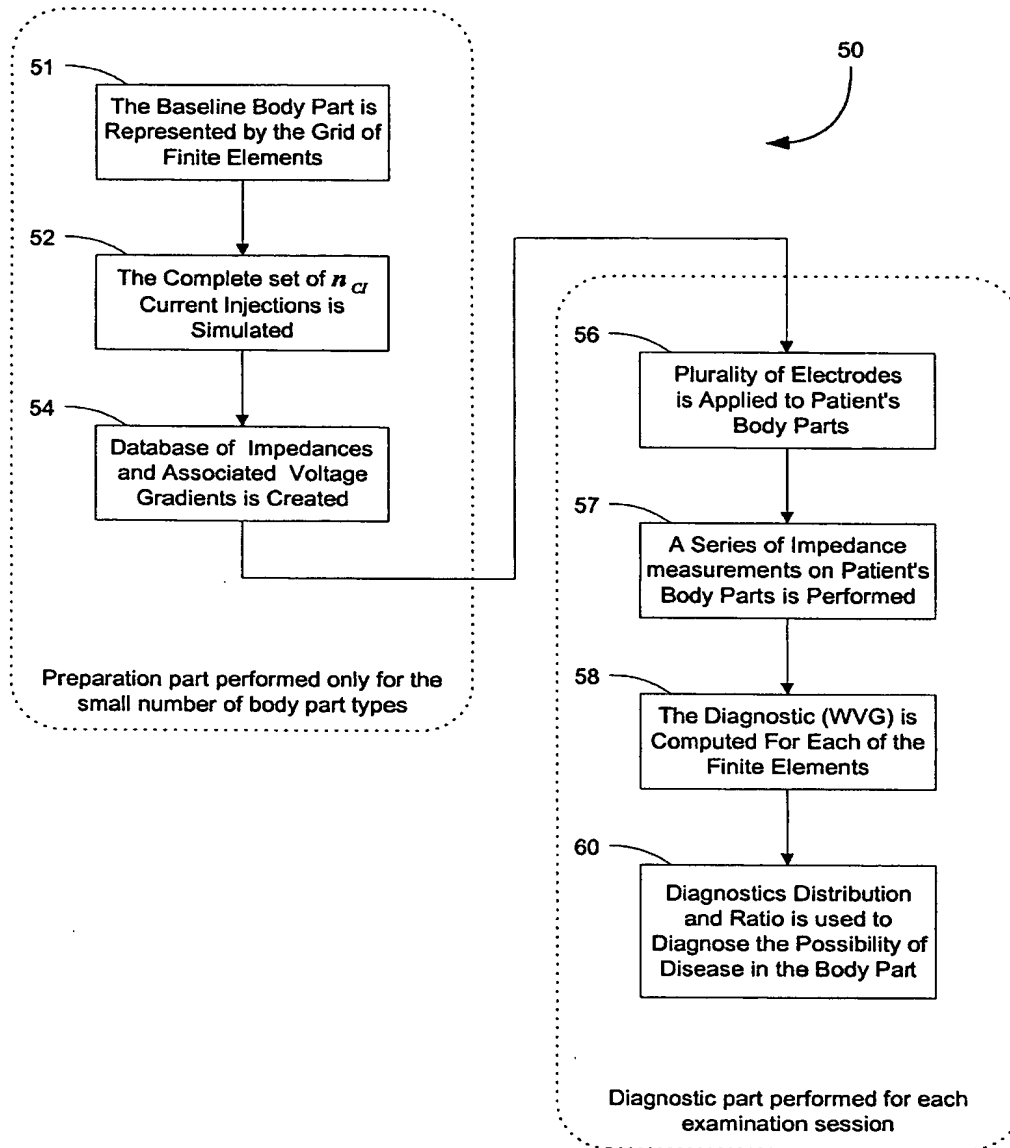 50
51
The Baseline Body Part is
Represented by the Grid of
Finite Elements
52
The Complete set of n CI
Current Injections is
Simulated
54
Database of Impedances
and Associated Voltage
Gradients is Created
Preparation part performed only for the
small number of body part types
56
Plurality of Electrodes
is Applied to Patient's
Body Parts
57
A Series of Impedance
measurements on Patient's
Body Parts is Performed
58
The Diagnostic (WVG) is
Computed For Each of the
Finite Elements
60
Diagnostics Distribution
and Ratio is used to
Diagnose the Possibility of
Disease in the Body Part
Diagnostic part performed for each
examination session